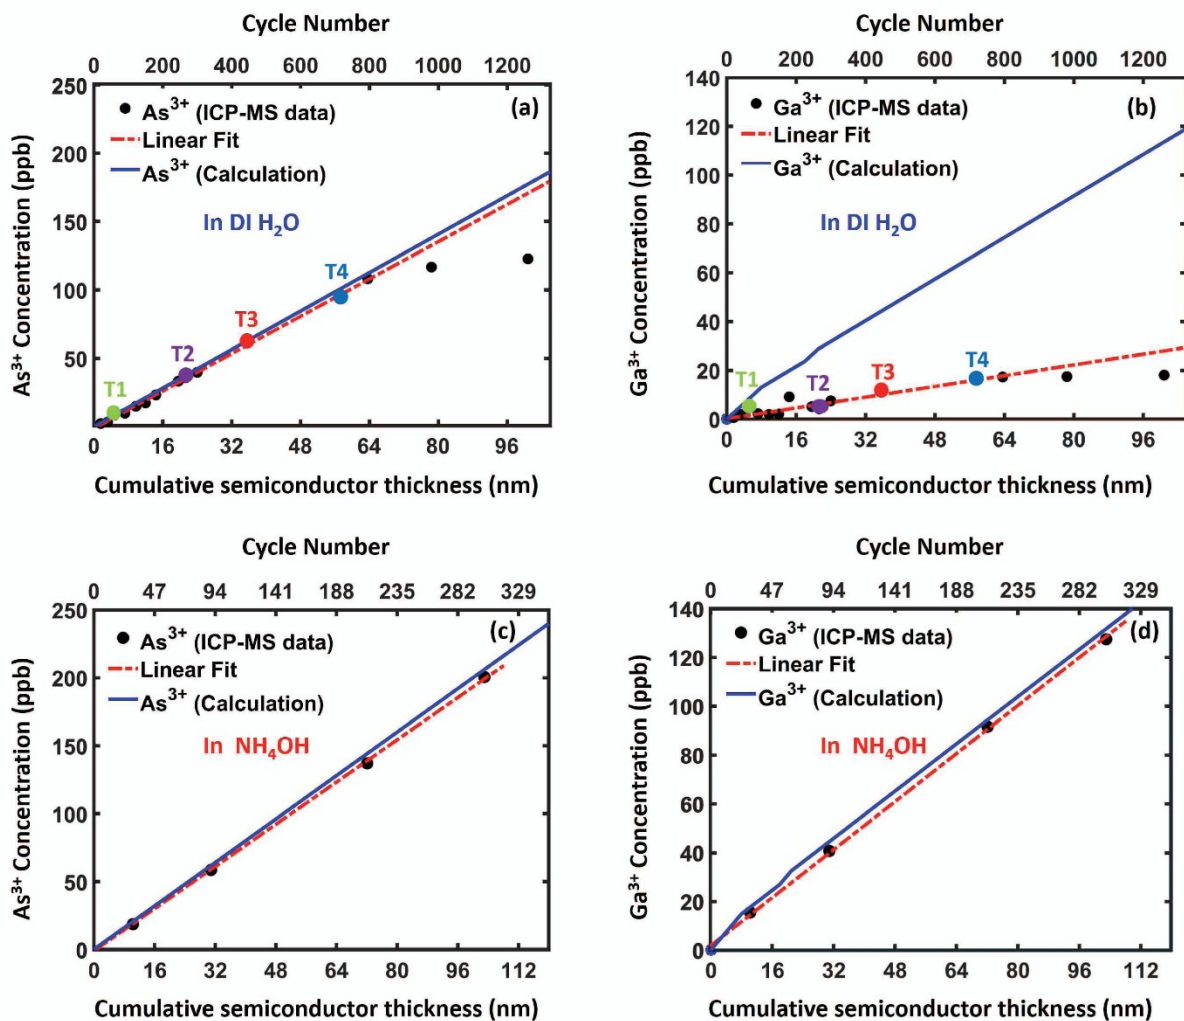 Cycle Number
0 200 400 600 800 1000 1200
250
200
150
100
50
As³⁺ Concentration (ppb)
(a)
As³⁺ (ICP-MS data)
Linear Fit
As³⁺ (Calculation)
In DI H₂O
T1
T2
T3
T4
0 16 32 48 64 80 96
Cumulative semiconductor thickness (nm)
Cycle Number
0 100 200 300 400 500 600 700 800 900 1000 1200
140
120
100
80
60
40
20
0
Ga³⁺ Concentration (ppb)
(b)
Ga³⁺ (ICP-MS data)
Linear Fit
Ga³⁺ (Calculation)
In DI H₂O
T1
T2
T3
T4
0 16 32 48 64 80 96
Cumulative semiconductor thickness (nm)
Cycle Number
0 47 94 141 188 235 282 329
250
200
150
100
50
0
As³⁺ Concentration (ppb)
(c)
As³⁺ (ICP-MS data)
Linear Fit
As³⁺ (Calculation)
In NH₄OH
0 16 32 48 64 80 96 112
Cumulative semiconductor thickness (nm)
Cycle Number
0 47 94 141 188 235 282 329
140
120
100
80
60
40
20
0
Ga³⁺ Concentration (ppb)
(d)
Ga³⁺ (ICP-MS data)
Linear Fit
Ga³⁺ (Calculation)
In NH₄OH
0 16 32 48 64 80 96 112
Cumulative semiconductor thickness (nm)